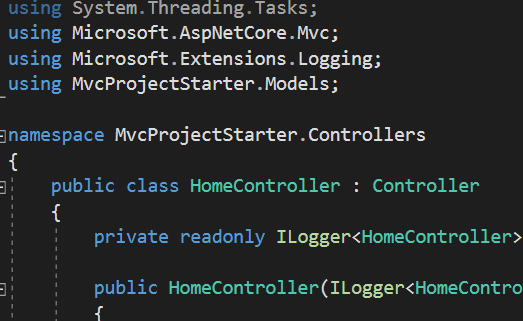 using System.Threading.Tasks;
using Microsoft.AspNetCore.Mvc;
using Microsoft.Extensions.Logging;
using MvcProjectStarter.Models;
namespace MvcProjectStarter.Controllers
{
public class HomeController : Controller
{
private readonly ILogger<HomeController>
public HomeController(ILogger<HomeContro
{